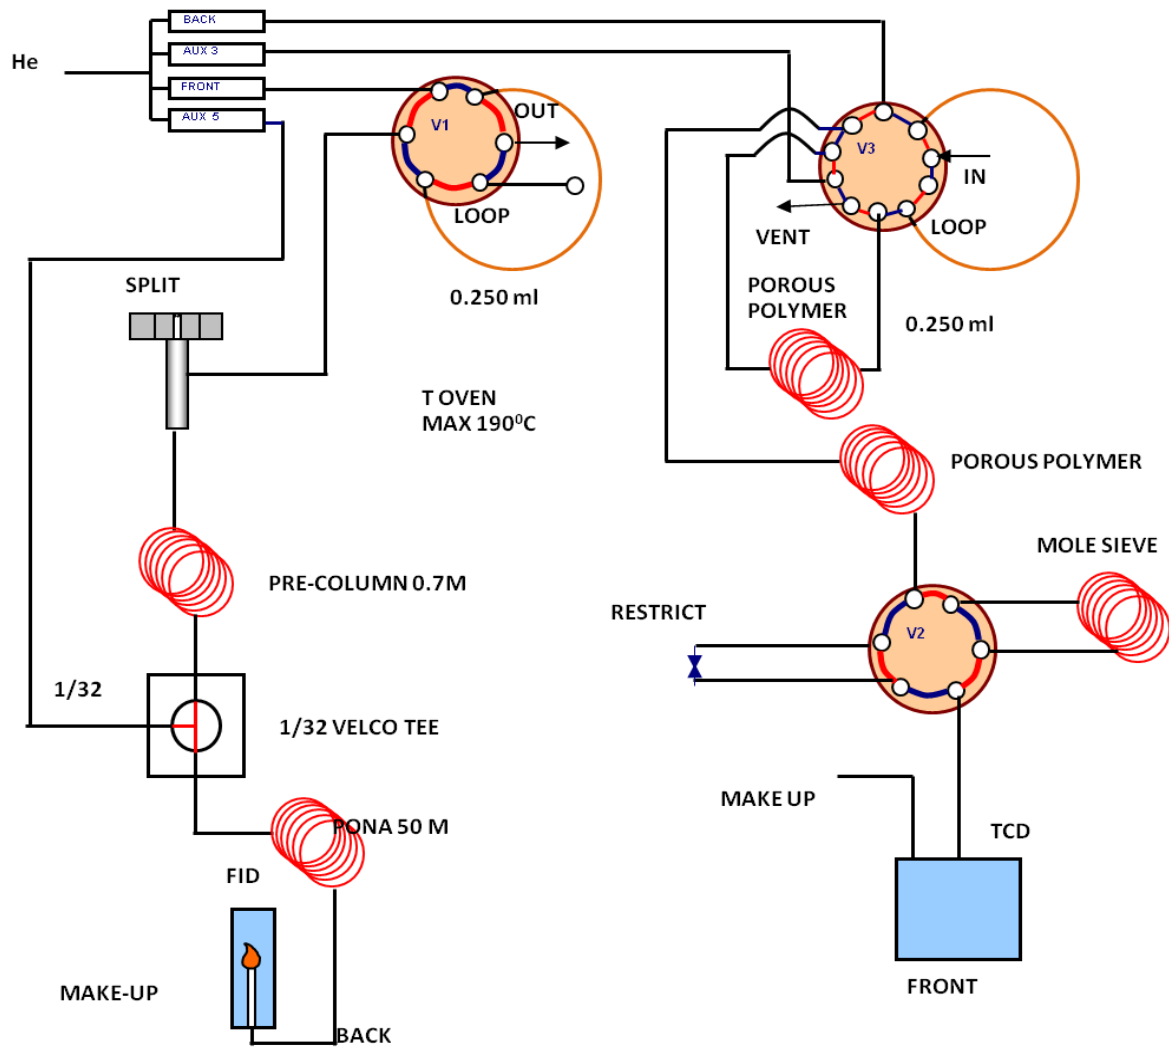 BACK
He
AUX 3
FRONT
AUX 5
V1
OUT
LOOP
0.250 ml
V3
IN
LOOP
VENT
POROUS
POLYMER
0.250 ml
SPLIT
T OVEN
MAX 190⁰C
POROUS POLYMER
PRE-COLUMN 0.7M
MOLE SIEVE
RESTRICT
V2
1/32
1/32 VELCO TEE
MAKE UP
TCD
PONA 50 M
FID
MAKE-UP
FRONT
BACK